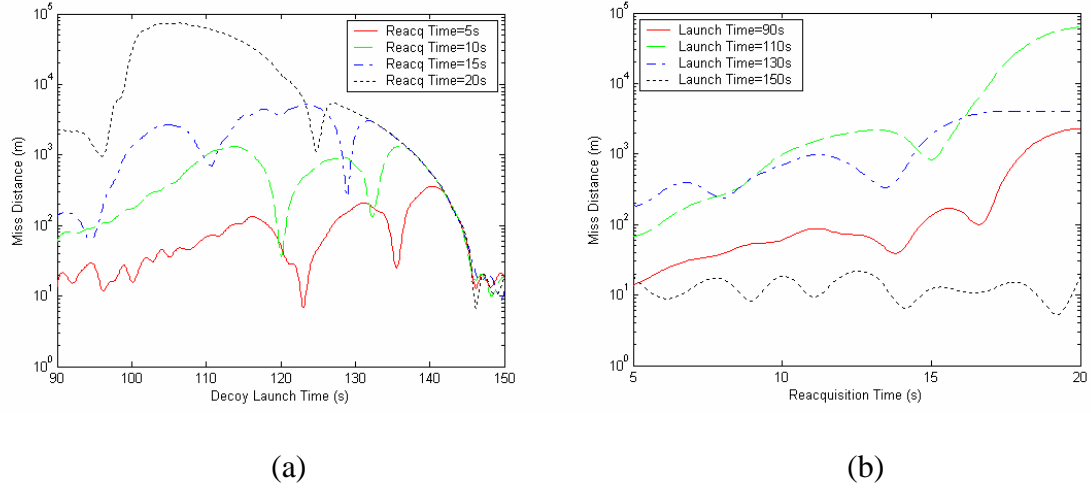 Reacq Time=5s
Reacq Time=10s
Reacq Time=15s
Reacq Time=20s
10^6
10^5
10^4
10^3
10^2
10^1
10^0
Miss Distance (m)
90 100 110 120 130 140 150
Decoy Launch Time (s)
(a)
Launch Time=90s
Launch Time=110s
Launch Time=130s
Launch Time=150s
10^5
10^4
10^3
10^2
10^1
10^0
Miss Distance (m)
5 10 15 20
Reacquisition Time (s)
(b)